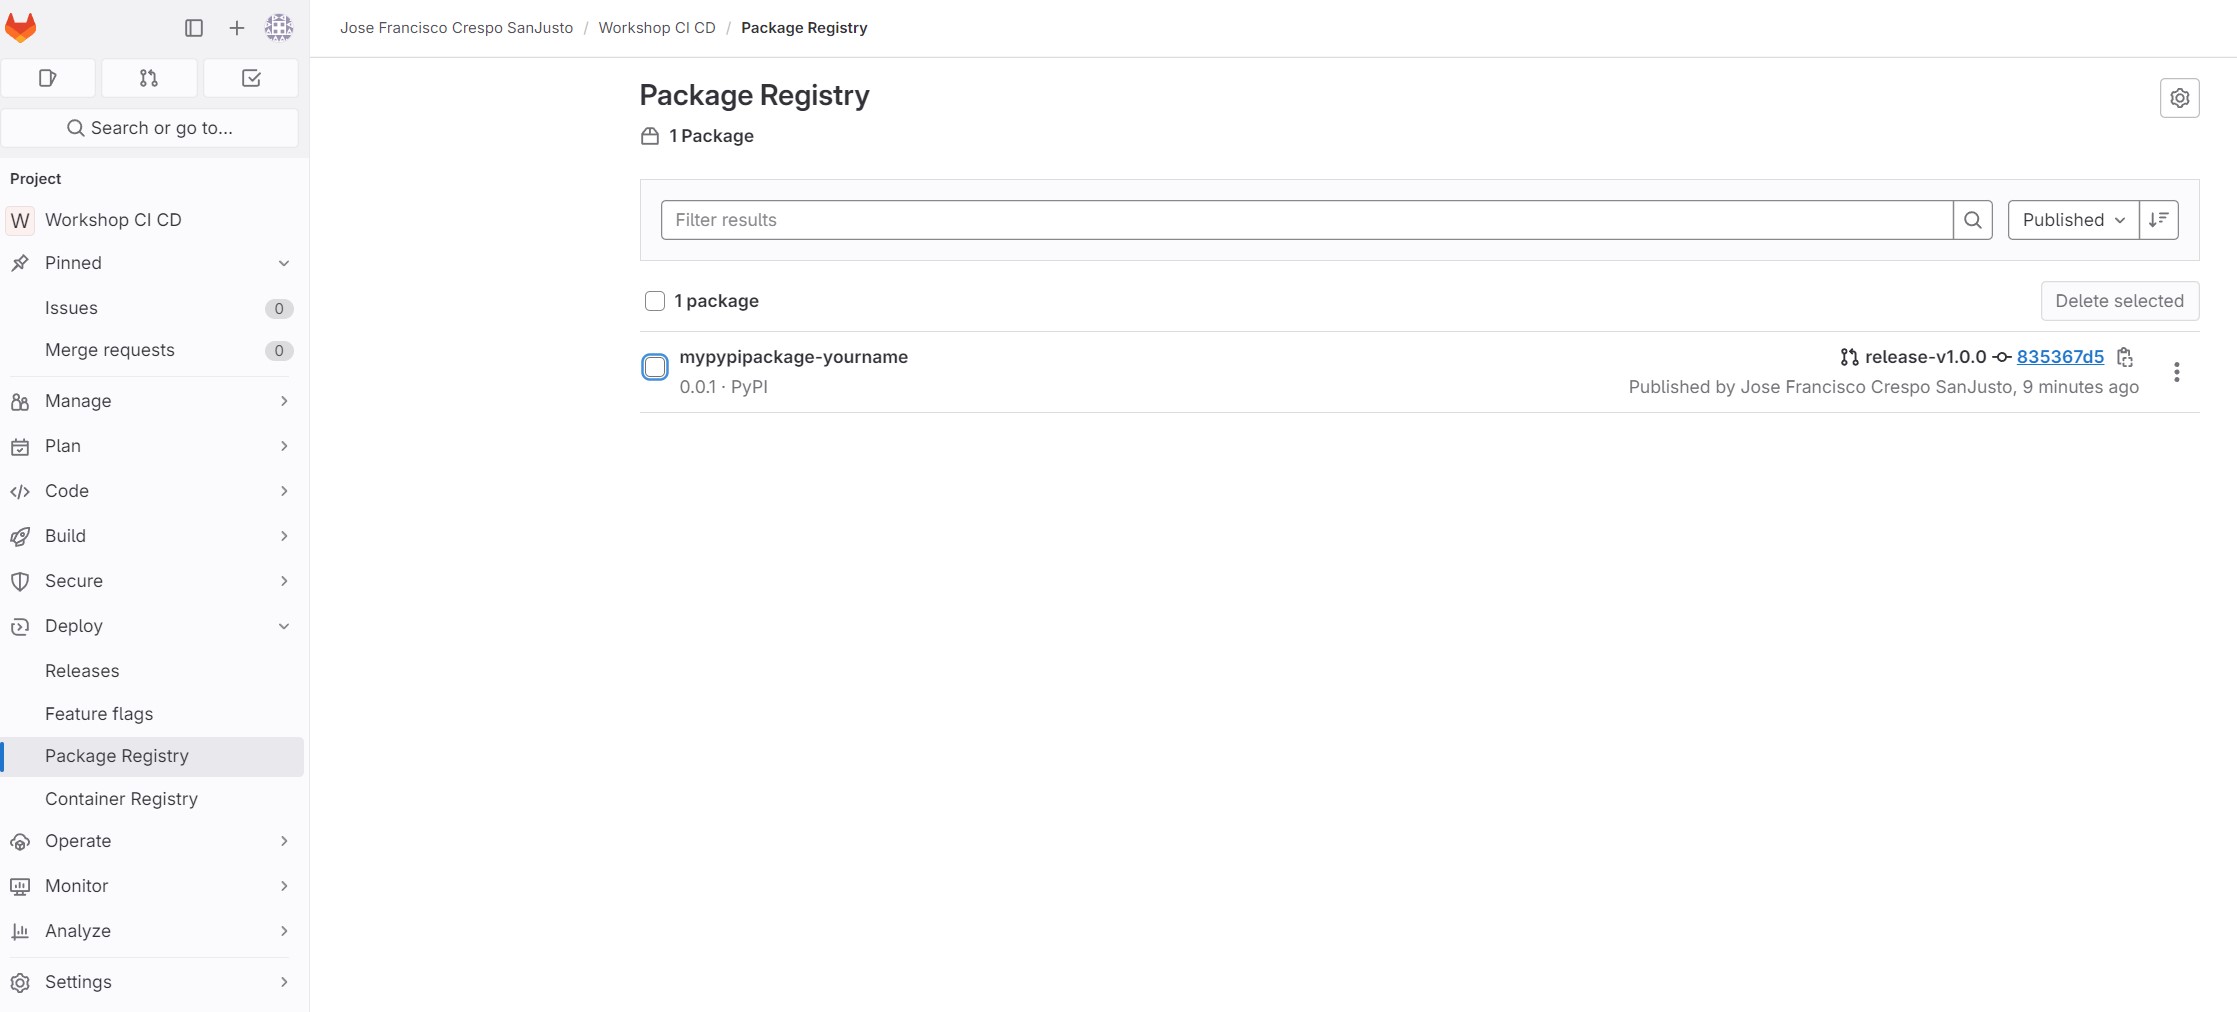 Jose Francisco Crespo SanJusto / Workshop CI CD / Package Registry
Search or go to...
Project
W Workshop CI CD
Pinned
Issues 0
Merge requests 0
Manage
Plan
Code
Build
Secure
Deploy
Releases
Feature flags
Package Registry
Container Registry
Operate
Monitor
Analyze
Settings
Package Registry
1 Package
Filter results
Published
1 package
Delete selected
mypypipackage-yourname
release-v1.0.0 835367d5
0.0.1 · PyPI
Published by Jose Francisco Crespo SanJusto, 9 minutes ago